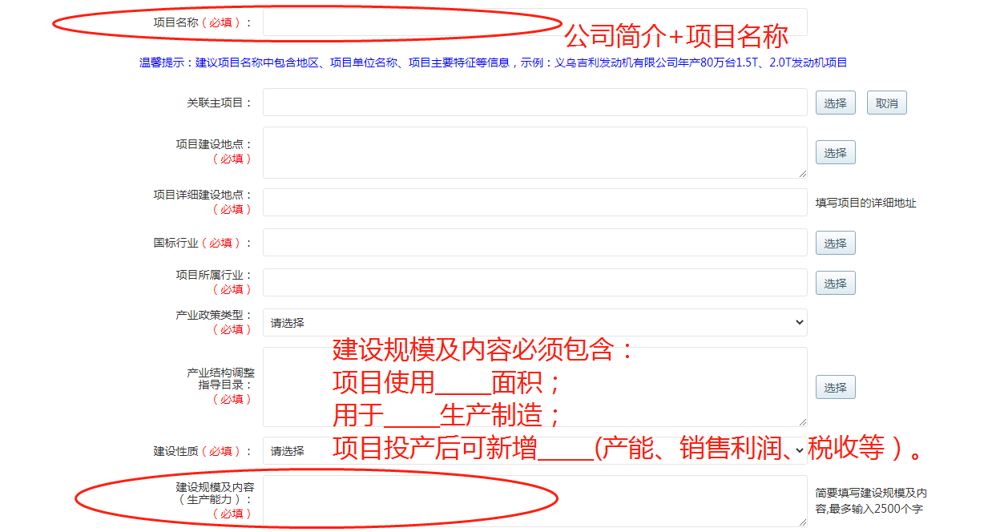 项目名称（必填）：
公司简介+项目名称
温馨提示：建议项目名称中包含地区、项目单位名称、项目主要特征等信息，示例：义乌吉利发动机有限公司年产80万台1.5T、2.0T发动机项目
关联主项目：
选择
取消
项目建设地点：
（必填）
选择
项目详细建设地点：
（必填）
填写项目的详细地址
国标行业（必填）：
选择
项目所属行业：
（必填）
选择
产业政策类型：
（必填）
请选择
建设规模及内容必须包含：
项目使用_____面积；
用于_____生产制造；
项目投产后可新增_____(产能、销售利润、税收等）。
产业结构调整
指导目录：
（必填）
选择
建设性质（必填）：
请选择
建设规模及内容
（生产能力）：
（必填）
简要填写建设规模及内
容,最多输入2500个字